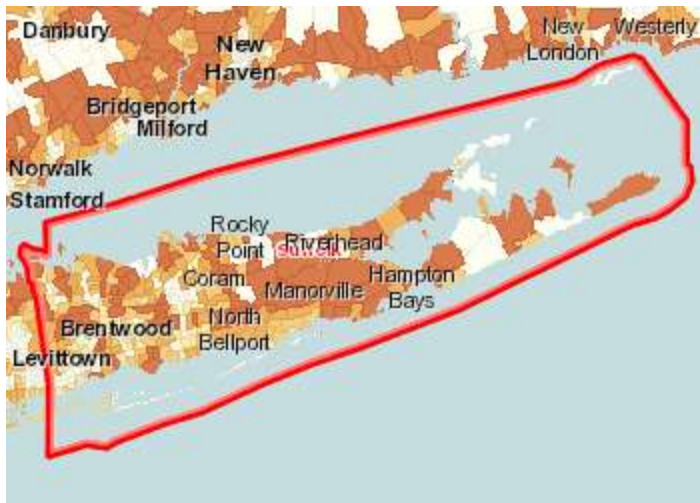 Danbury
New
Haven
New
London
Westerly
Bridgeport
Milford
Norwalk
Stamford
Rocky
Point
Riverhead
Suffolk
Coram
Manorville
Hampton
Bays
Brentwood
North
Bellport
Levittown